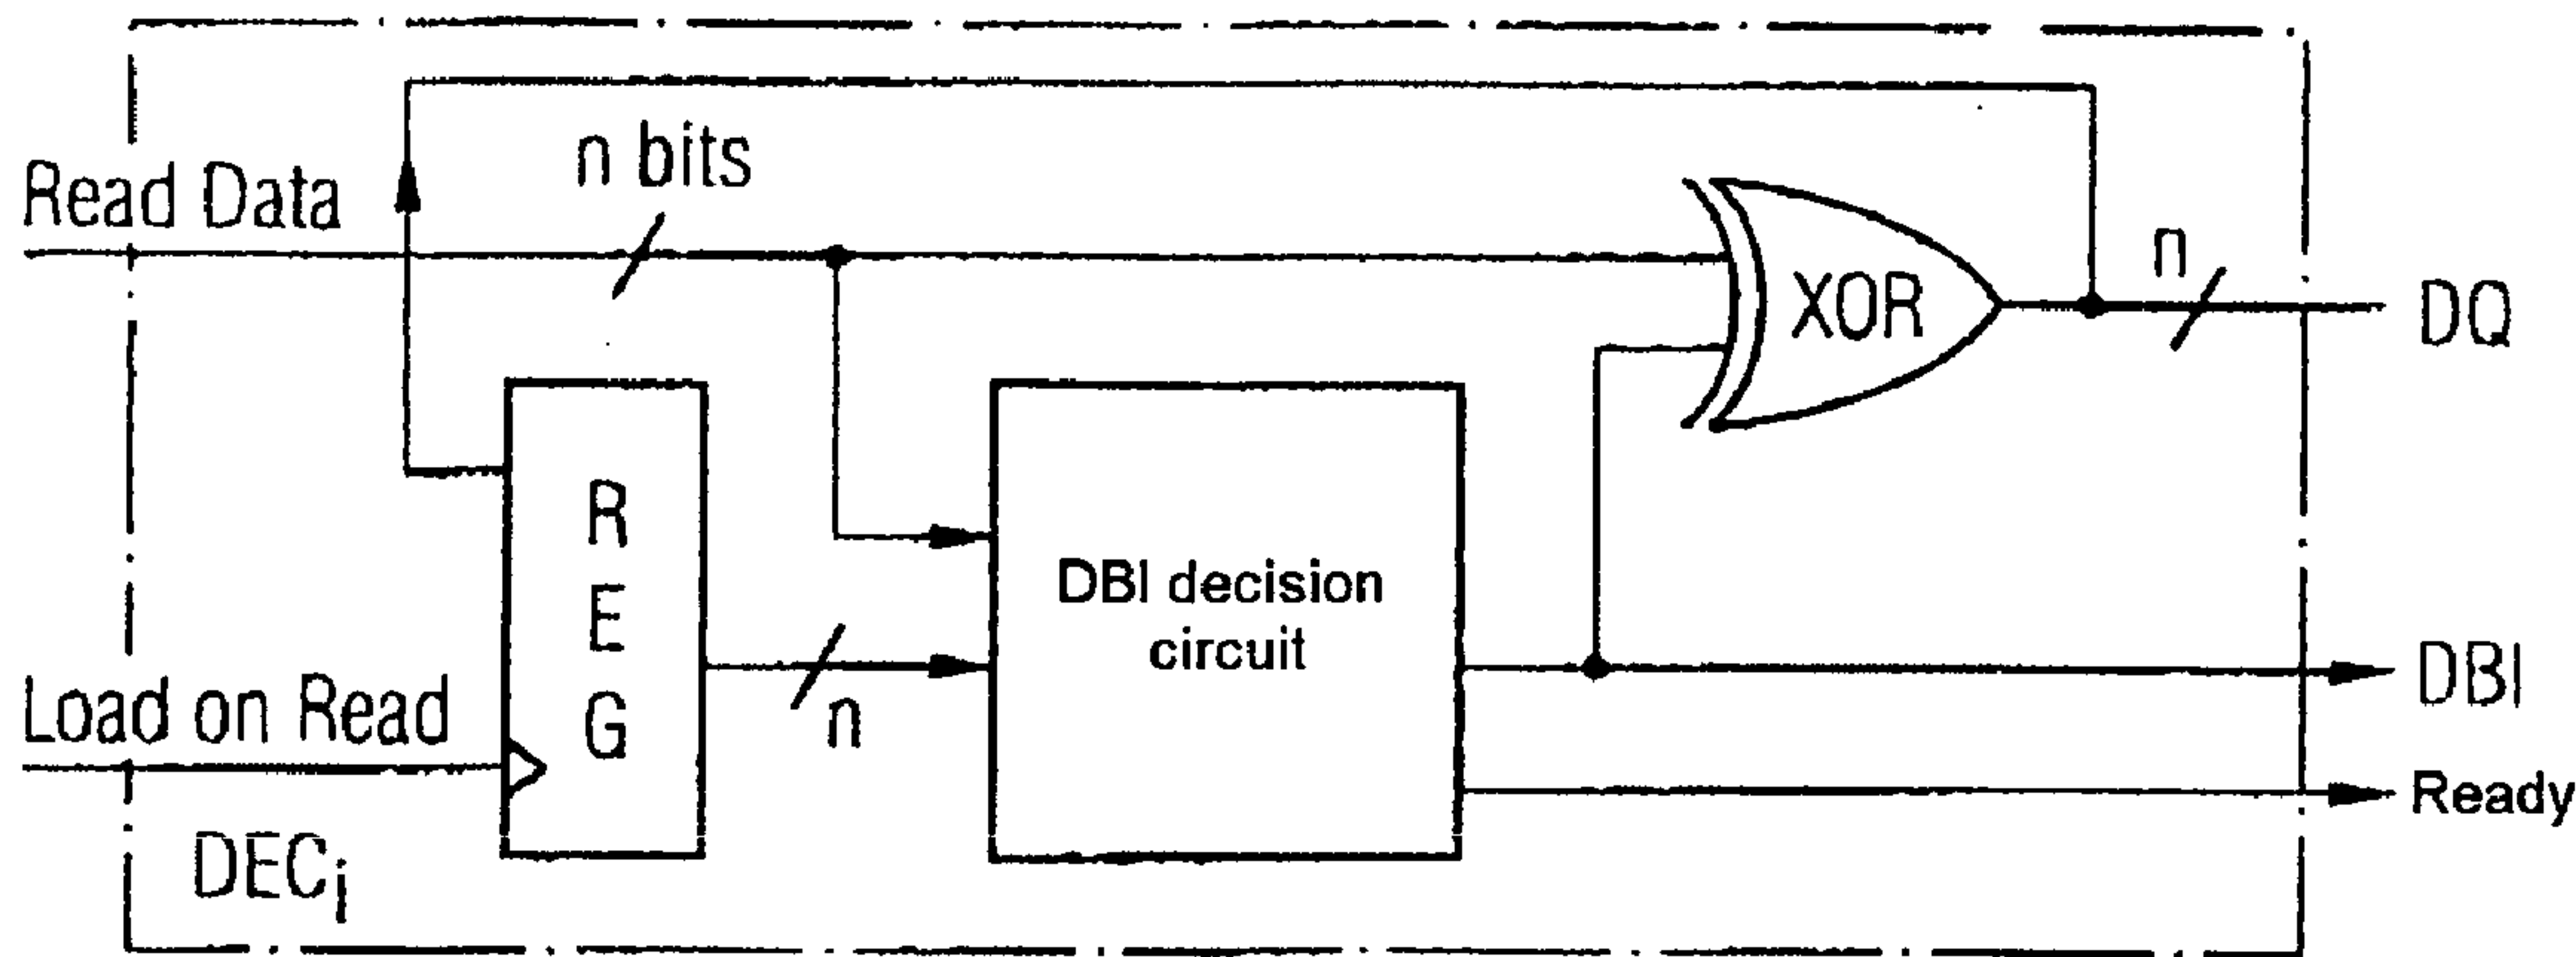 n bits
Read Data
XOR
n
DQ
R
E
G
DBI decision
circuit
n
DBI
Load on Read
Ready
DECi